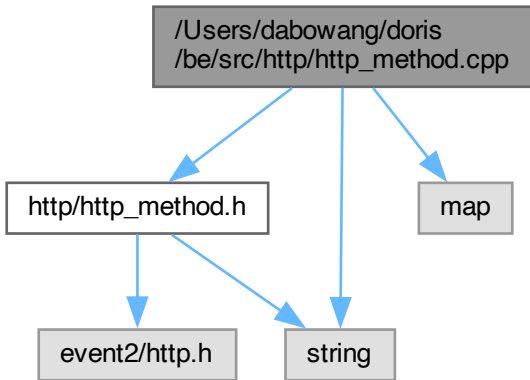 /Users/dabowang/doris
/be/src/http/http_method.cpp
http/http_method.h
map
event2/http.h
string